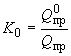 K⁰ = Q⁰пр / Qпр